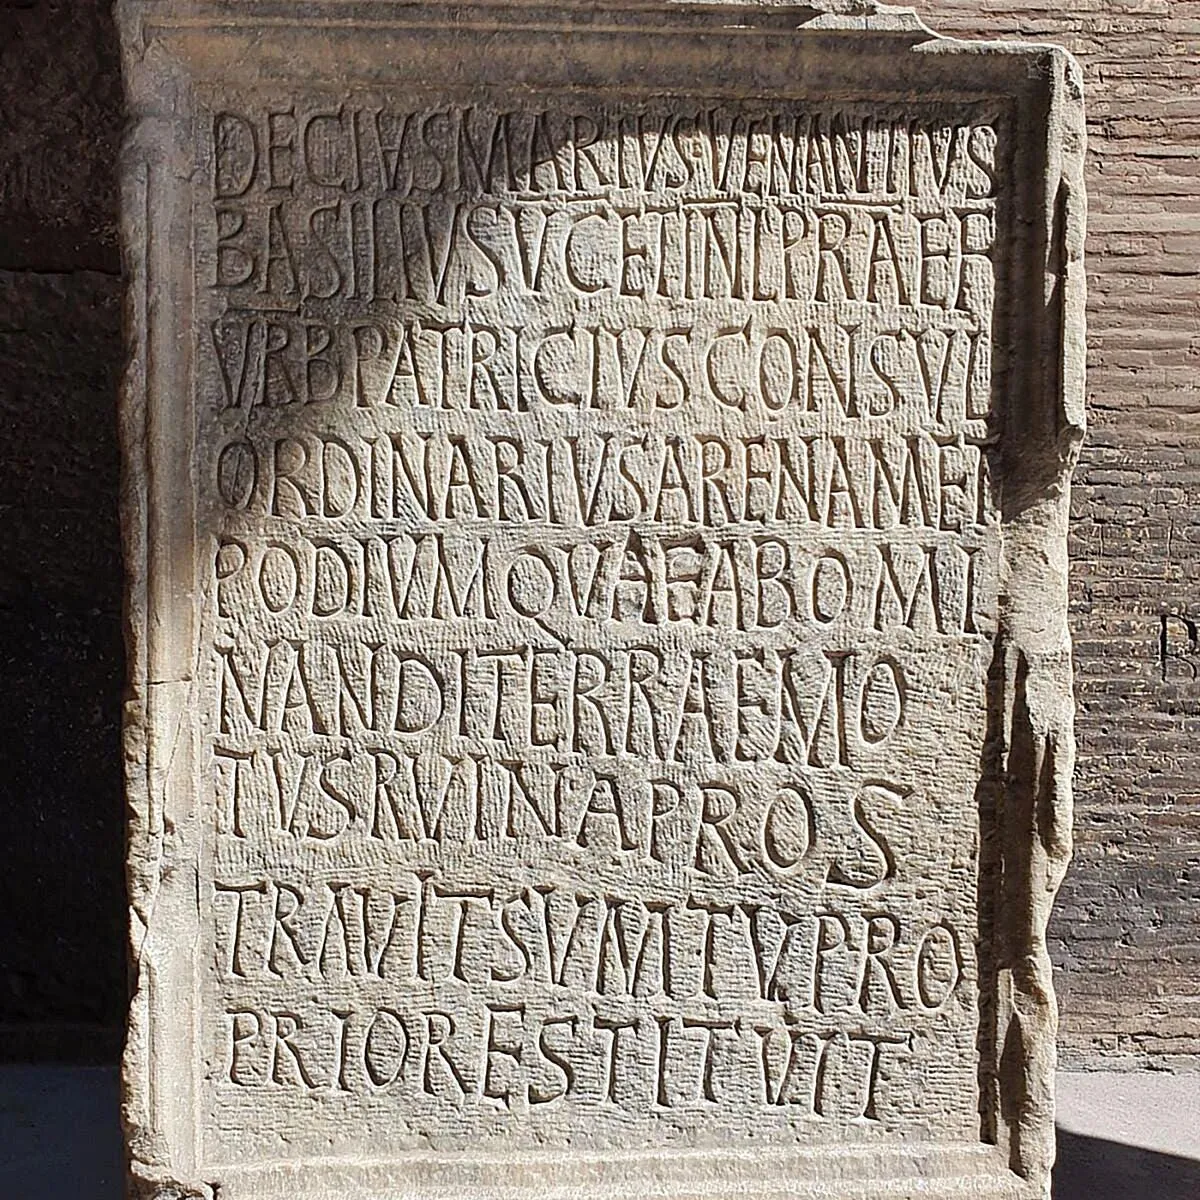 DECIVSMARIVSVENANTIVS
BASILIVSVCETINLPRAEF
VRBPATRICIVSCONSVL
ORDINARIVSARENAMET
PODIVMQVAEABOMI
NANDITERRAEMO
TVSRVINAPROS
TRAVITSVMTVPRO
PRIORESTITVIT